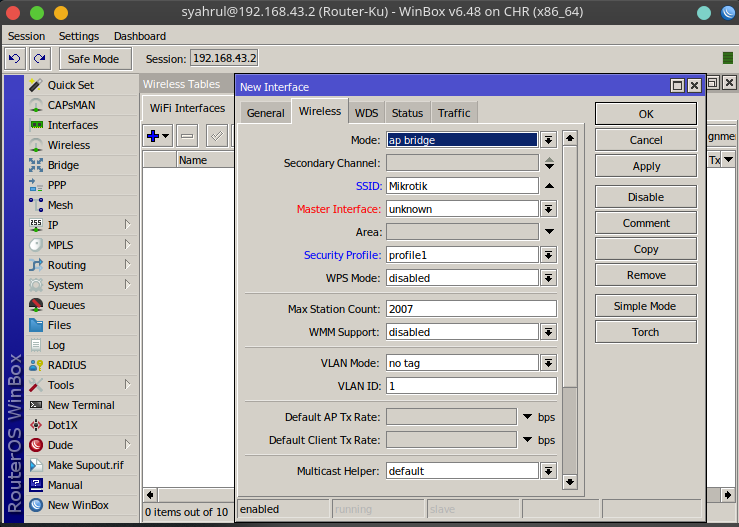 syahrul@192.168.43.2 (Router-Ku) - WinBox v6.48 on CHR (x86_64)
Session Settings Dashboard
Safe Mode Session: 192.168.43.2
RouterOS WinBox
Quick Set
CAPsMAN
Interfaces
Wireless
Bridge
PPP
Mesh
IP
MPLS
Routing
System
Queues
Files
Log
RADIUS
Tools
New Terminal
Dot1X
Dude
Make Supout.rif
Manual
New WinBox
Wireless Tables
WiFi Interfaces
Name
gnme
Tx
0 items out of 10
New Interface
General Wireless WDS Status Traffic
Mode: ap bridge
Secondary Channel:
SSID: Mikrotik
Master Interface: unknown
Area:
Security Profile: profile1
WPS Mode: disabled
Max Station Count: 2007
WMM Support: disabled
VLAN Mode: no tag
VLAN ID: 1
Default AP Tx Rate: bps
Default Client Tx Rate: bps
Multicast Helper: default
enabled running slave
OK
Cancel
Apply
Disable
Comment
Copy
Remove
Simple Mode
Torch